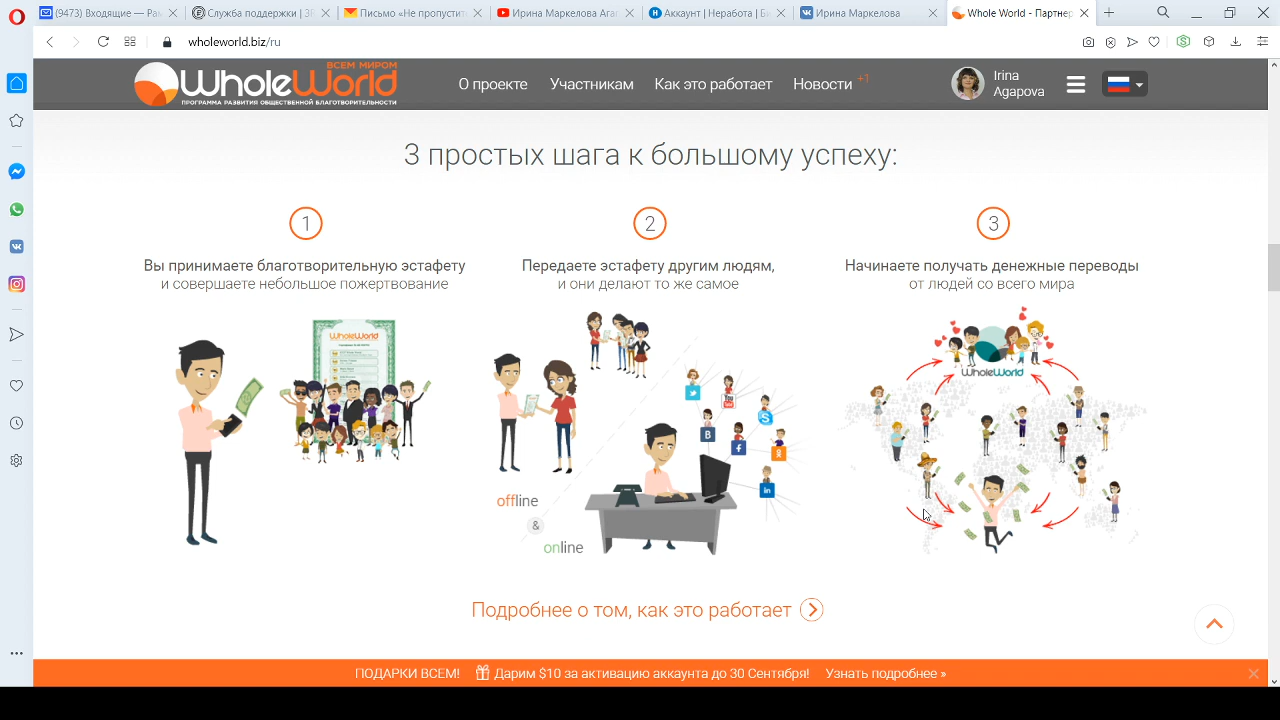 (4973) Входящие — Рам
Служба поддержки | 3Р
Письмо «Не пропустит
Ирина Маркелова Ага
Аккаунт | Неработа | Б
Ирина Маркелова
Whole World - Партнер
wholeworld.biz/ru
ВСЕМ МИРОМ
WholeWorld
ПРОГРАММА РАЗВИТИЯ ОБЩЕСТВЕННОЙ БЛАГОТВОРИТЕЛЬНОСТИ
О проекте
Участникам
Как это работает
Новости +1
Irina
Agapova
3 простых шага к большому успеху:
1
Вы принимаете благотворительную эстафету
и совершаете небольшое пожертвование
WholeWorld
2
Передаете эстафету другим людям,
и они делают то же самое
offline
&
online
3
Начинаете получать денежные переводы
от людей со всего мира
WholeWorld
Подробнее о том, как это работает
ПОДАРКИ ВСЕМ! Дарим $10 за активацию аккаунта до 30 Сентября! Узнать подробнее »